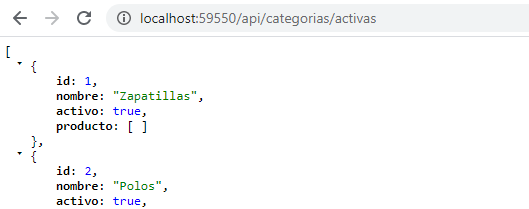 localhost:59550/api/categorias/activas
[
{
id: 1,
nombre: "Zapatillas",
activo: true,
producto: [ ]
},
{
id: 2,
nombre: "Polos",
activo: true,